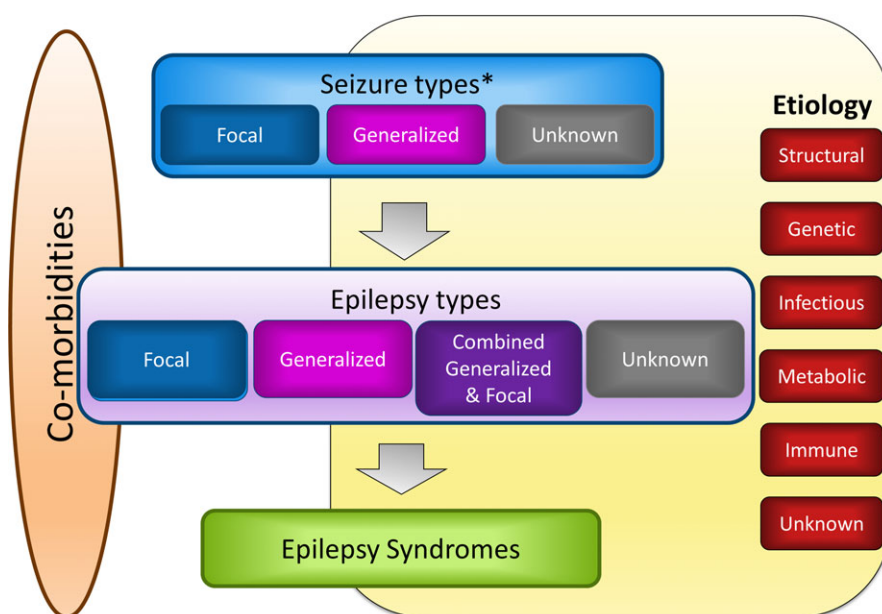 Co-morbidities
Seizure types*
Focal
Generalized
Unknown
Epilepsy types
Focal
Generalized
Combined
Generalized
& Focal
Unknown
Epilepsy Syndromes
Etiology
Structural
Genetic
Infectious
Metabolic
Immune
Unknown